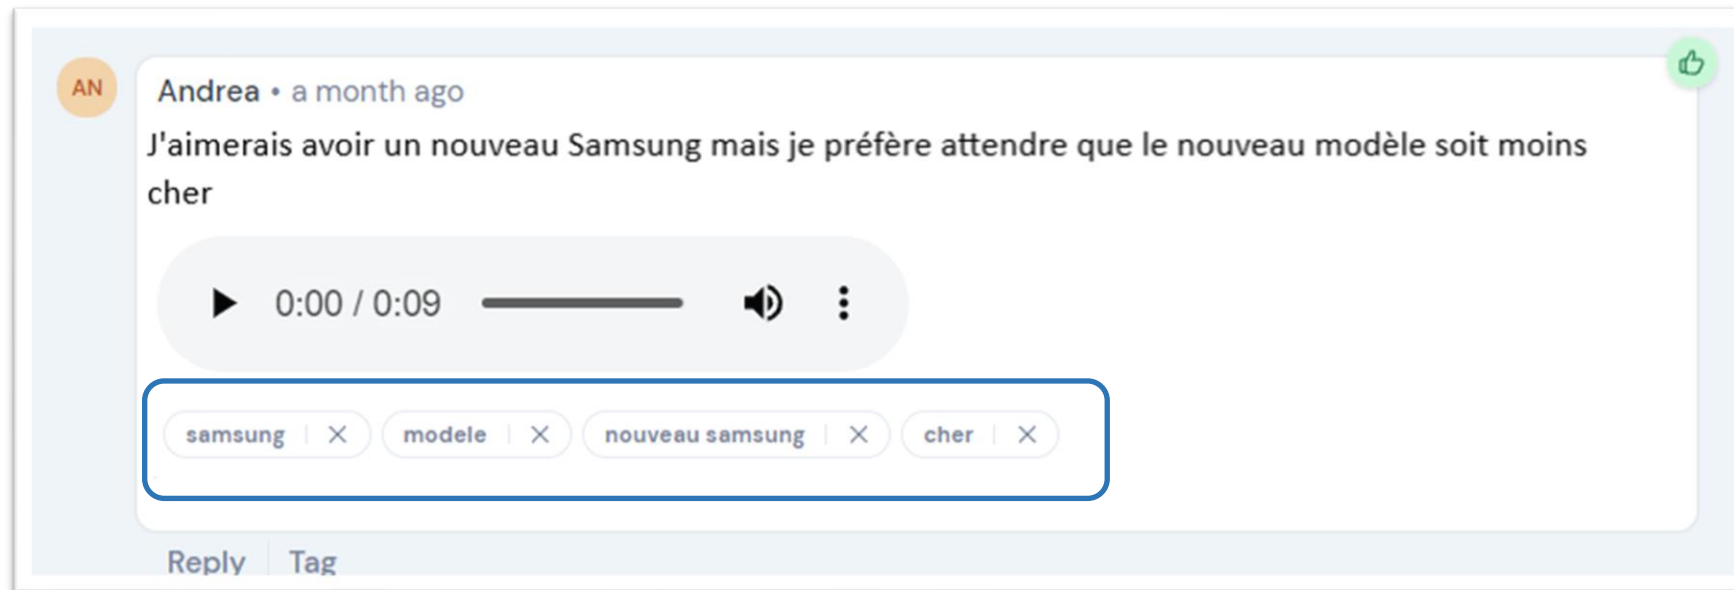 AN
Andrea • a month ago
J'aimerais avoir un nouveau Samsung mais je préfère attendre que le nouveau modèle soit moins
cher
0:00 / 0:09
samsung modele nouveau samsung cher
Reply Tag